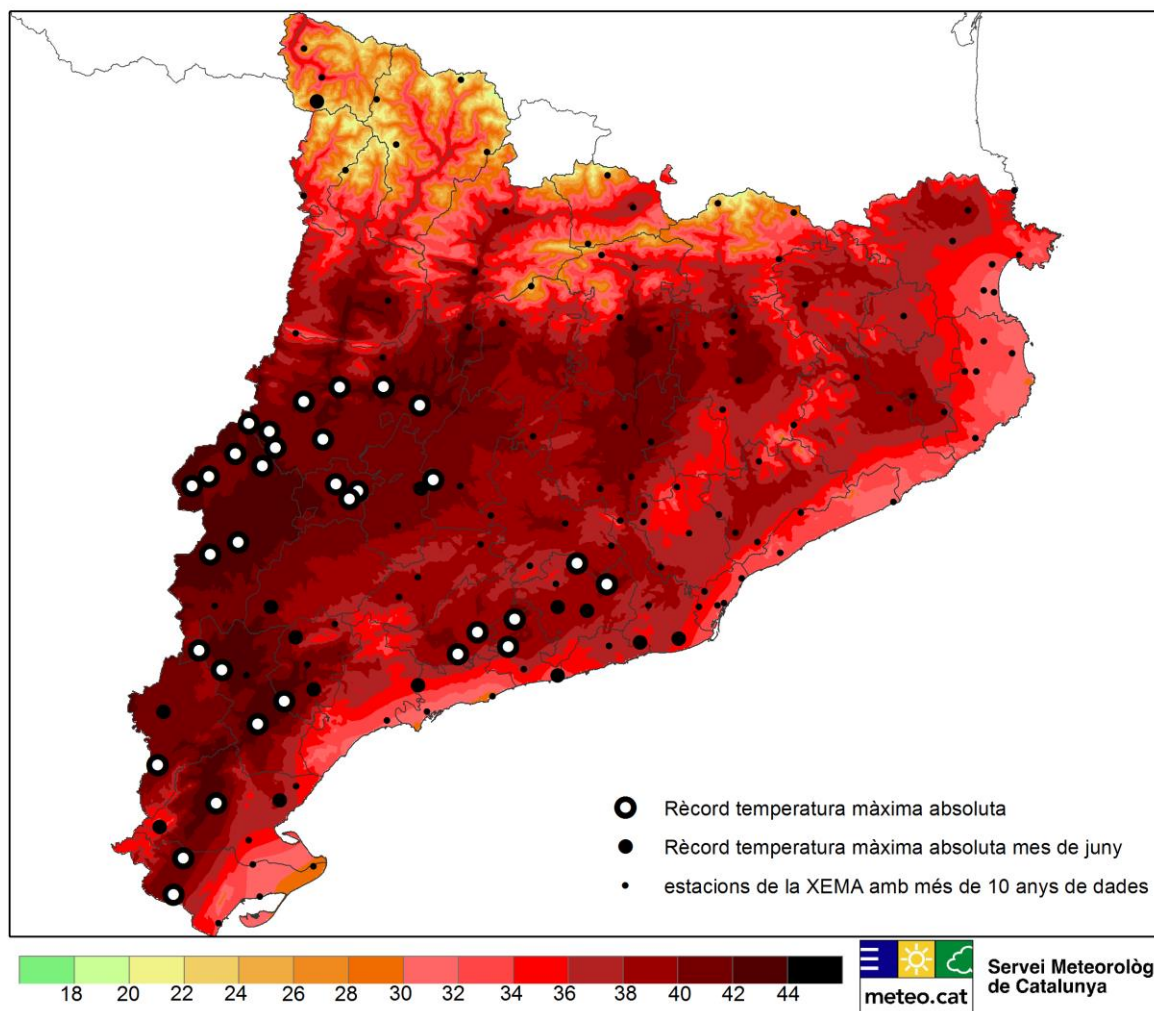 Rècord temperatura màxima absoluta
Rècord temperatura màxima absoluta mes de juny
estacions de la XEMA amb més de 10 anys de dades
18 20 22 24 26 28 30 32 34 36 38 40 42 44
meteo.cat
Servei Meteorològ
de Catalunya